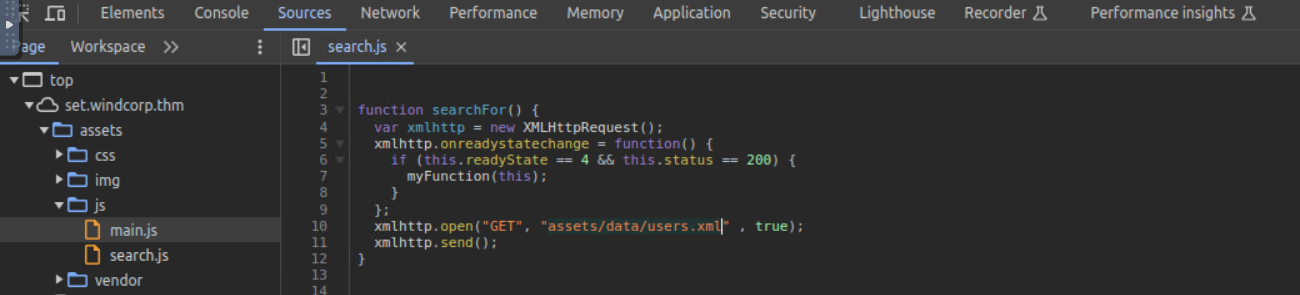 Elements Console Sources Network Performance Memory Application Security Lighthouse Recorder Performance insights
age Workspace search.js
top
set.windcorp.thm
assets
css
img
js
main.js
search.js
vendor
1
2
3 function searchFor() {
4 var xmlhttp = new XMLHttpRequest();
5 xmlhttp.onreadystatechange = function() {
6 if (this.readyState == 4 && this.status == 200) {
7 myFunction(this);
8 }
9 };
10 xmlhttp.open("GET", "assets/data/users.xml" , true);
11 xmlhttp.send();
12 }
13
14